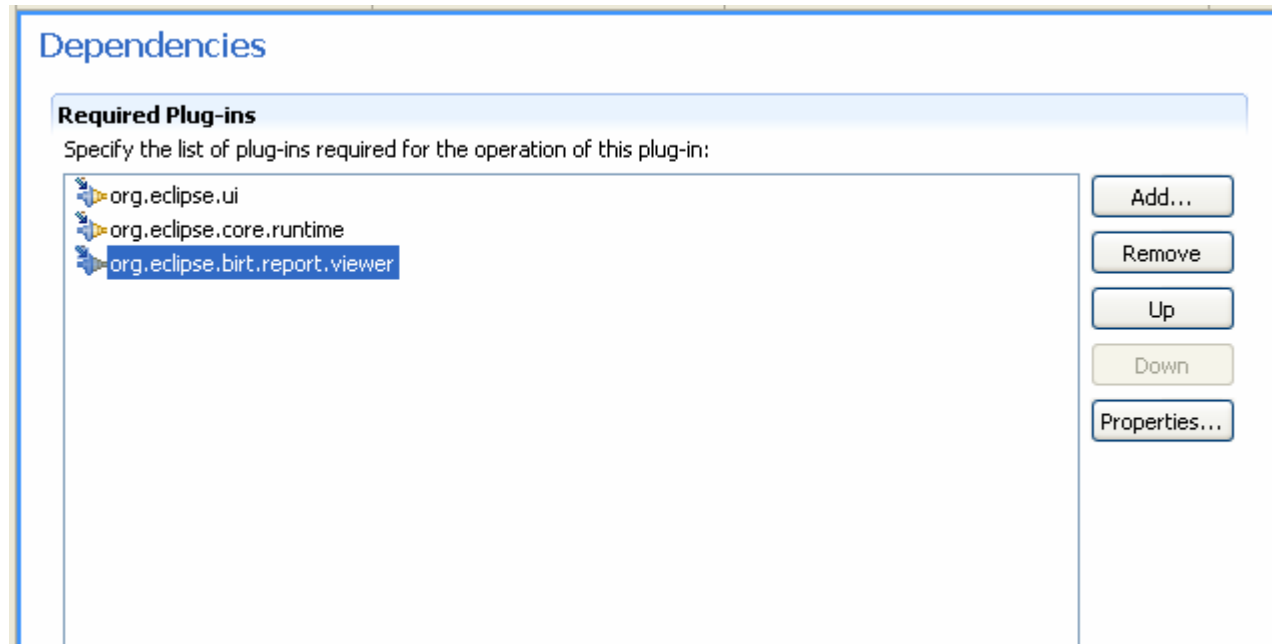 Dependencies
Required Plug-ins
Specify the list of plug-ins required for the operation of this plug-in:
org.eclipse.ui
org.eclipse.core.runtime
org.eclipse.birt.report.viewer
Add...
Remove
Up
Down
Properties...